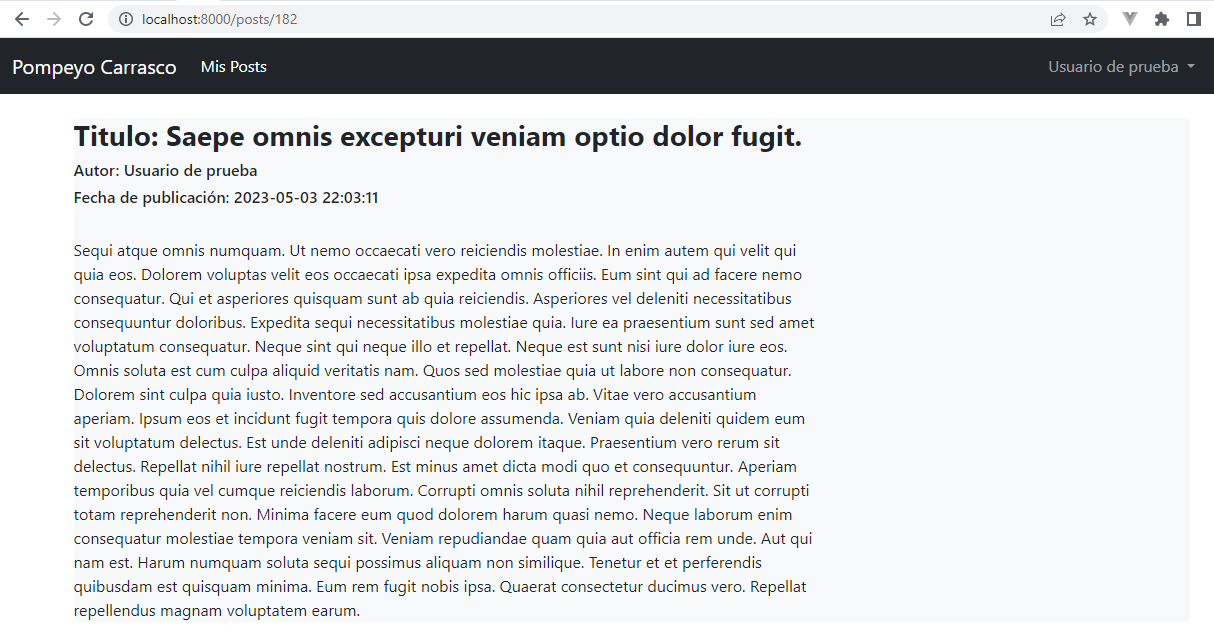 localhost:8000/posts/182
Pompeyo Carrasco Mis Posts Usuario de prueba
Titulo: Saepe omnis excepturi veniam optio dolor fugit.
Autor: Usuario de prueba
Fecha de publicación: 2023-05-03 22:03:11
Sequi atque omnis numquam. Ut nemo occaecati vero reiciendis molestiae. In enim autem qui velit qui
quia eos. Dolorem voluptas velit eos occaecati ipsa expedita omnis officiis. Eum sint qui ad facere nemo
consequatur. Qui et asperiores quisquam sunt ab quia reiciendis. Asperiores vel deleniti necessitatibus
consequuntur doloribus. Expedita sequi necessitatibus molestiae quia. Iure ea praesentium sunt sed amet
voluptatum consequatur. Neque sint qui neque illo et repellat. Neque est sunt nisi iure dolor iure eos.
Omnis soluta est cum culpa aliquid veritatis nam. Quos sed molestiae quia ut labore non consequatur.
Dolorem sint culpa quia iusto. Inventore sed accusantium eos hic ipsa ab. Vitae vero accusantium
aperiam. Ipsum eos et incidunt fugit tempora quis dolore assumenda. Veniam quia deleniti quidem eum
sit voluptatum delectus. Est unde deleniti adipisci neque dolorem itaque. Praesentium vero rerum sit
delectus. Repellat nihil iure repellat nostrum. Est minus amet dicta modi quo et consequuntur. Aperiam
temporibus quia vel cumque reiciendis laborum. Corrupti omnis soluta nihil reprehenderit. Sit ut corrupti
totam reprehenderit non. Minima facere eum quod dolorem harum quasi nemo. Neque laborum enim
consequatur molestiae tempora veniam sit. Veniam repudiandae quam quia aut officia rem unde. Aut qui
nam est. Harum numquam soluta sequi possimus aliquam non similique. Tenetur et et perferendis
quibusdam est quisquam minima. Eum rem fugit nobis ipsa. Quaerat consectetur ducimus vero. Repellat
repellendus magnam voluptatem earum.